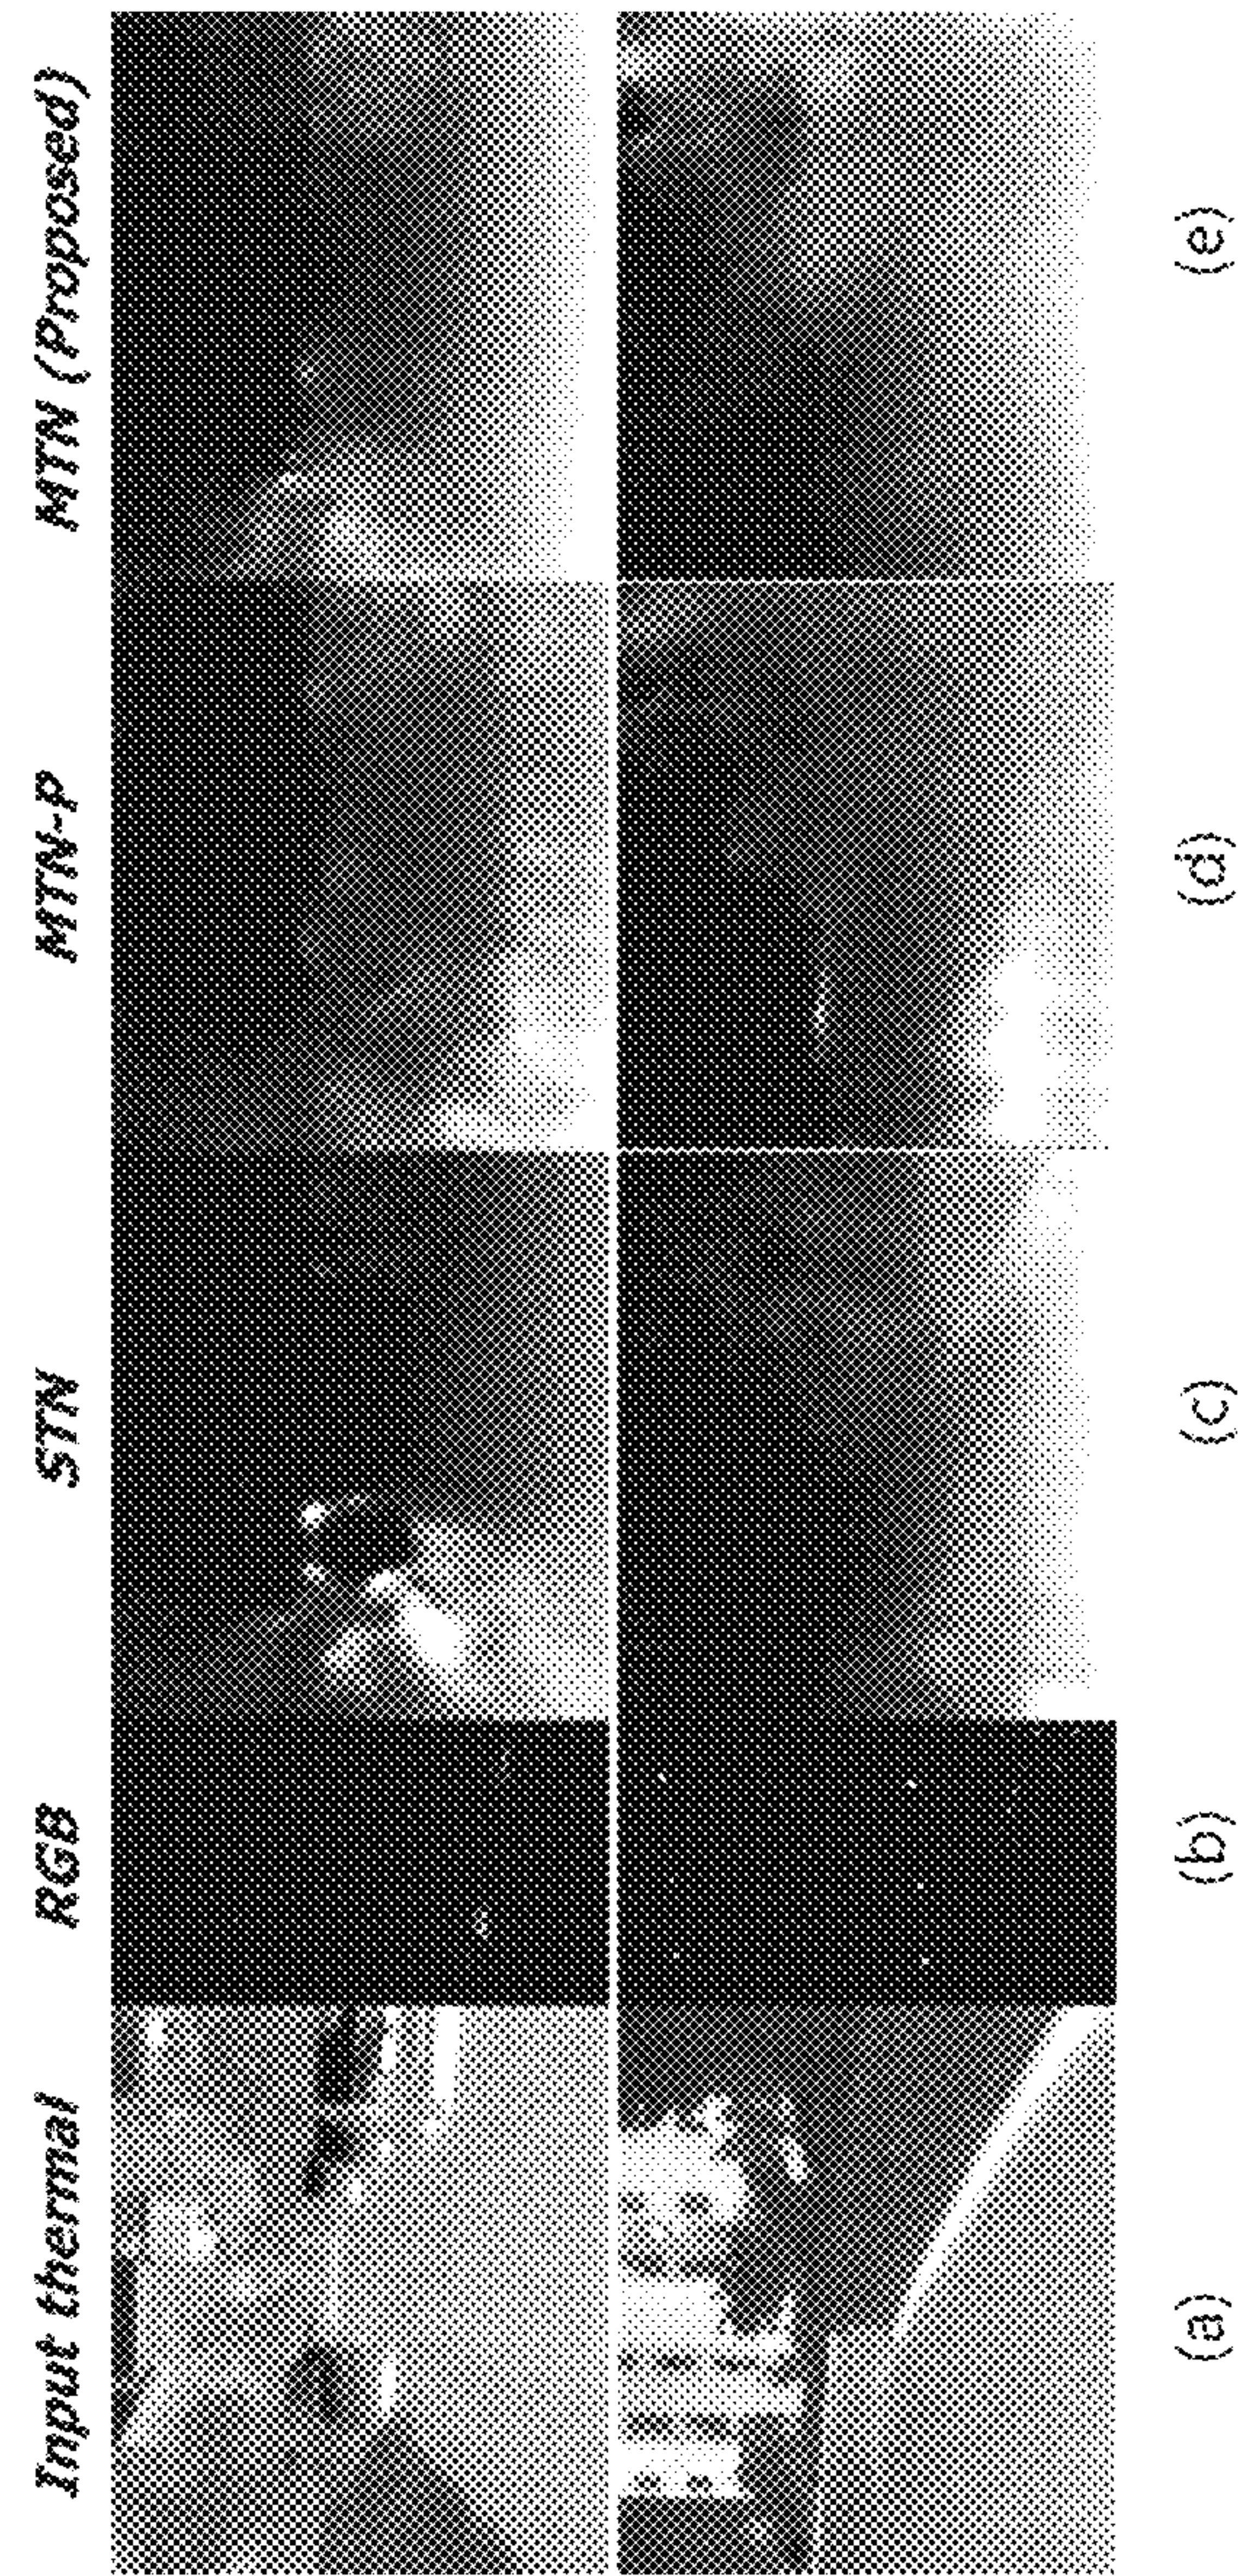 Input thermal RGB STN MTN-P MTN (Proposed)
(a) (b) (c) (d) (e)